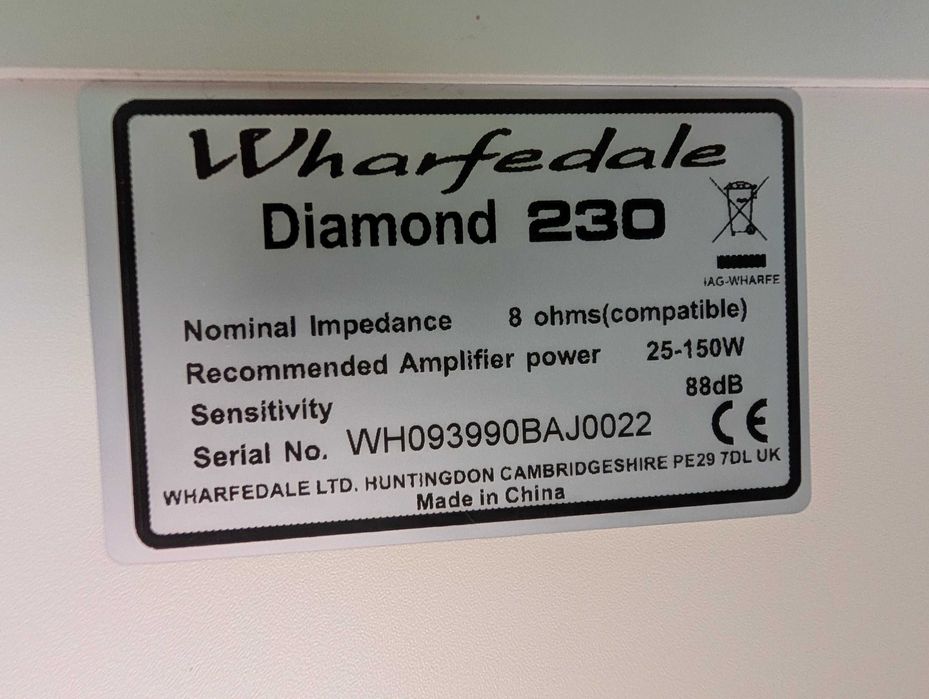 Wharfedale
Diamond 230
IAG-WHARFE
Nominal Impedance 8 ohms(compatible)
Recommended Amplifier power 25-150W
Sensitivity 88dB
Serial No. WH093990BAJ0022 CE
WHARFEDALE LTD. HUNTINGDON CAMBRIDGESHIRE PE29 7DL UK
Made in China